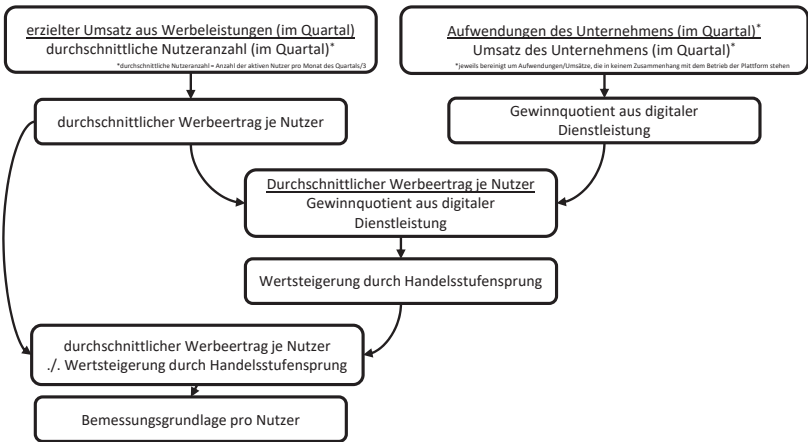 erzielter Umsatz aus Werbeleistungen (im Quartal)
durchschnittliche Nutzeranzahl (im Quartal)*
*durchschnittliche Nutzeranzahl = Anzahl der aktiven Nutzer pro Monat des Quartals/3
Aufwendungen des Unternehmens (im Quartal)*
Umsatz des Unternehmens (im Quartal)*
*jeweils bereinigt um Aufwendungen/Umsätze, die in keinem Zusammenhang mit dem Betrieb der Plattform stehen
durchschnittlicher Werbeertrag je Nutzer
Gewinnquotient aus digitaler
Dienstleistung
Durchschnittlicher Werbeertrag je Nutzer
Gewinnquotient aus digitaler
Dienstleistung
Wertsteigerung durch Handelsstufensprung
durchschnittlicher Werbeertrag je Nutzer
./. Wertsteigerung durch Handelsstufensprung
Bemessungsgrundlage pro Nutzer